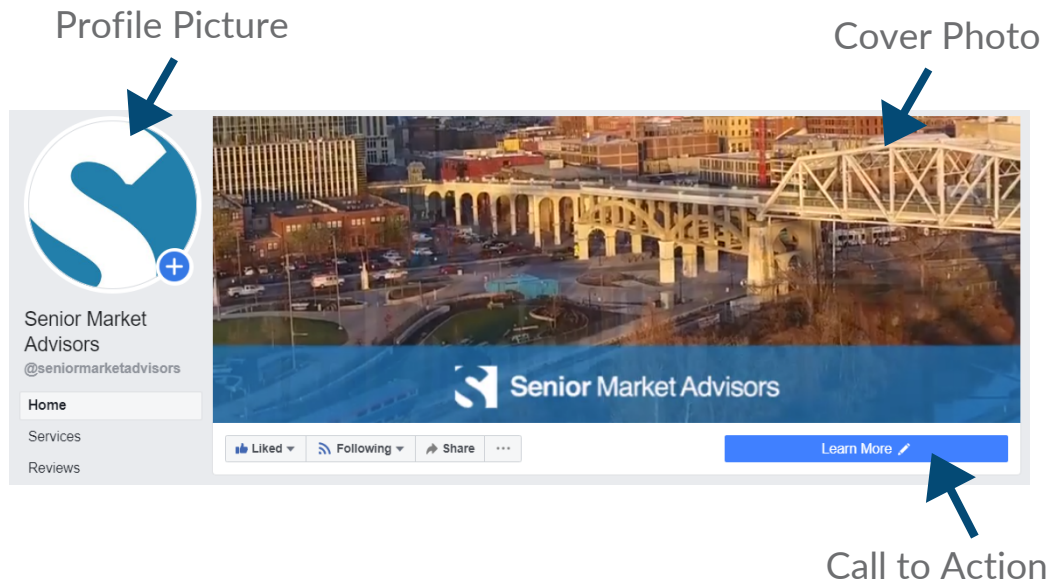 Profile Picture
Cover Photo
Senior Market
Advisors
@seniormarketadvisors
Home
Services
Reviews
Senior Market Advisors
Liked
Following
Share
Learn More
Call to Action